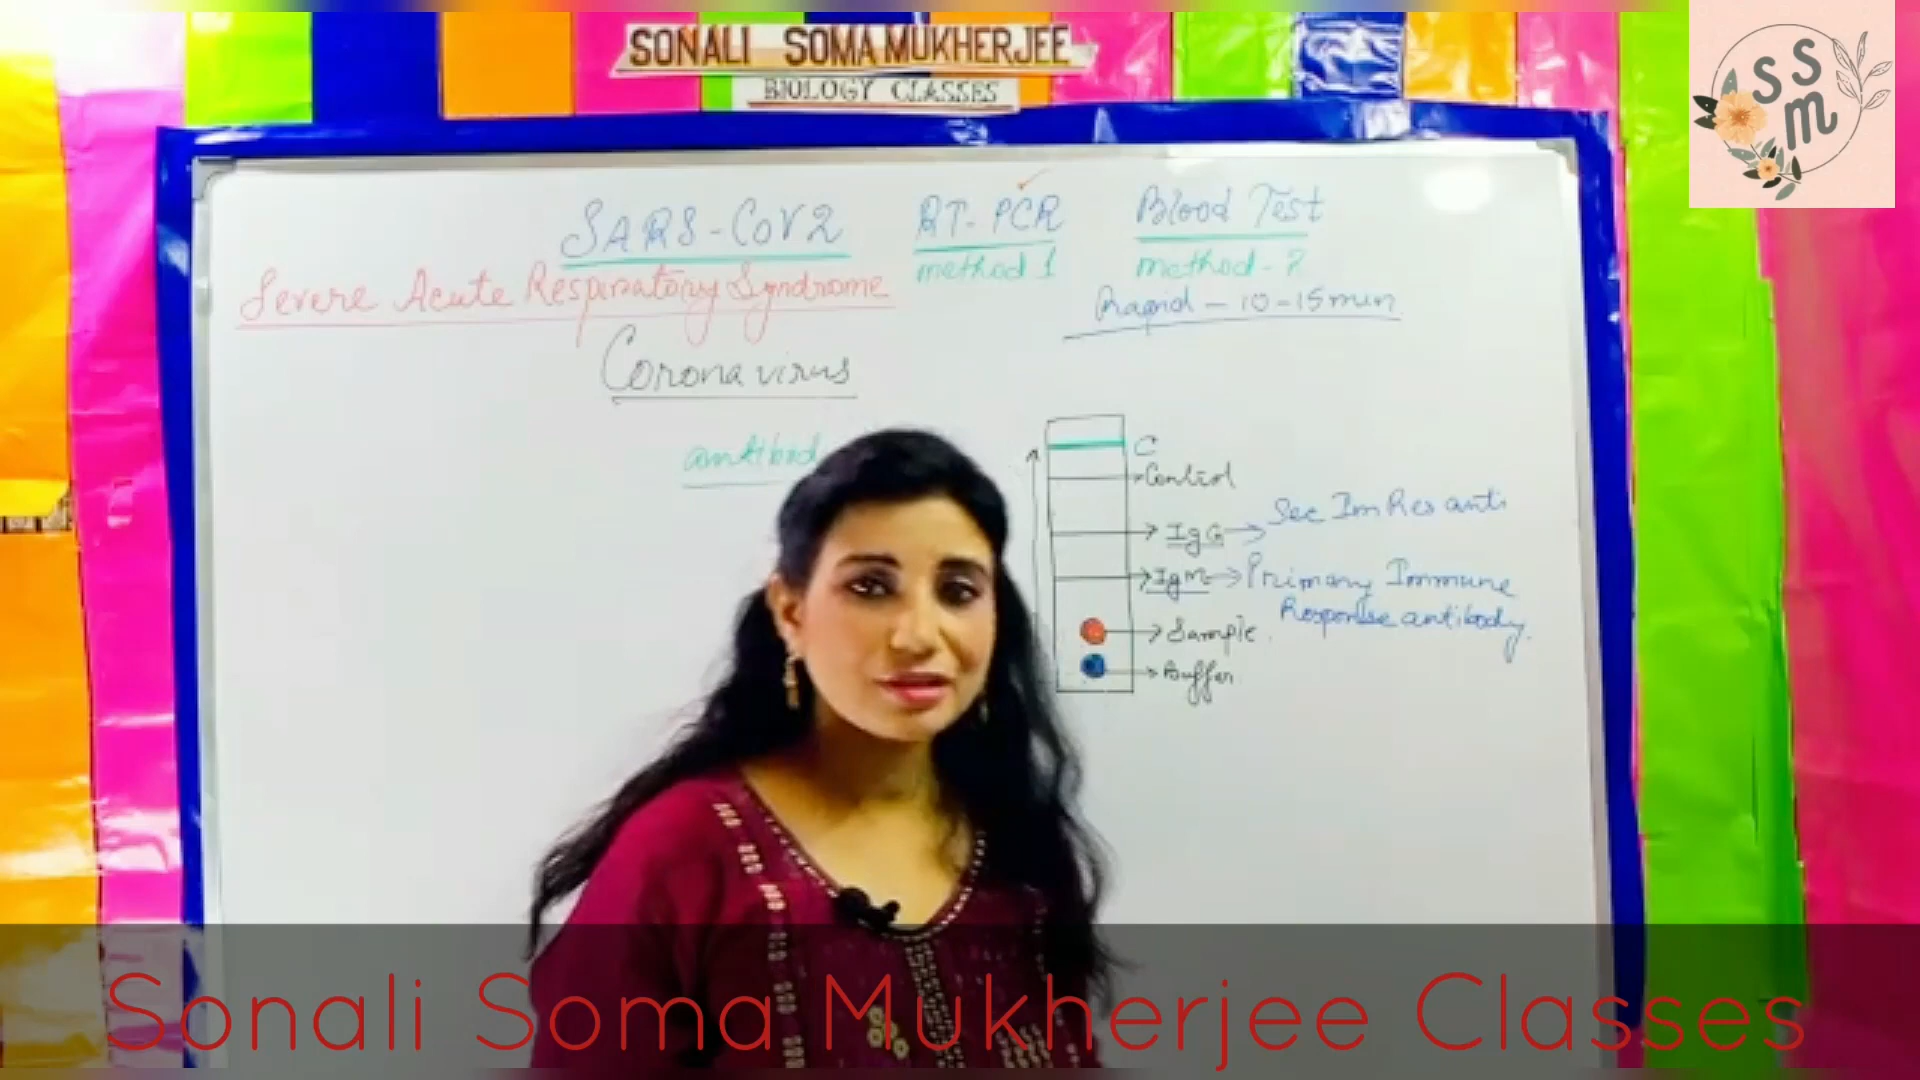 SONALI SOMA MUKHERJEE
BIOLOGY CLASSES
S S
M
SARS-CoV2 RT-PCR Blood Test
method 1 method-2
Severe Acute Respiratory Syndrome
Rapid - 10-15 min
Coronavirus
antibod
C
Control
IgG → Sec Im Res anti
IgM → Primary Immune
Response antibody.
Sample.
Buffer
Sonali Soma Mukherjee Classes